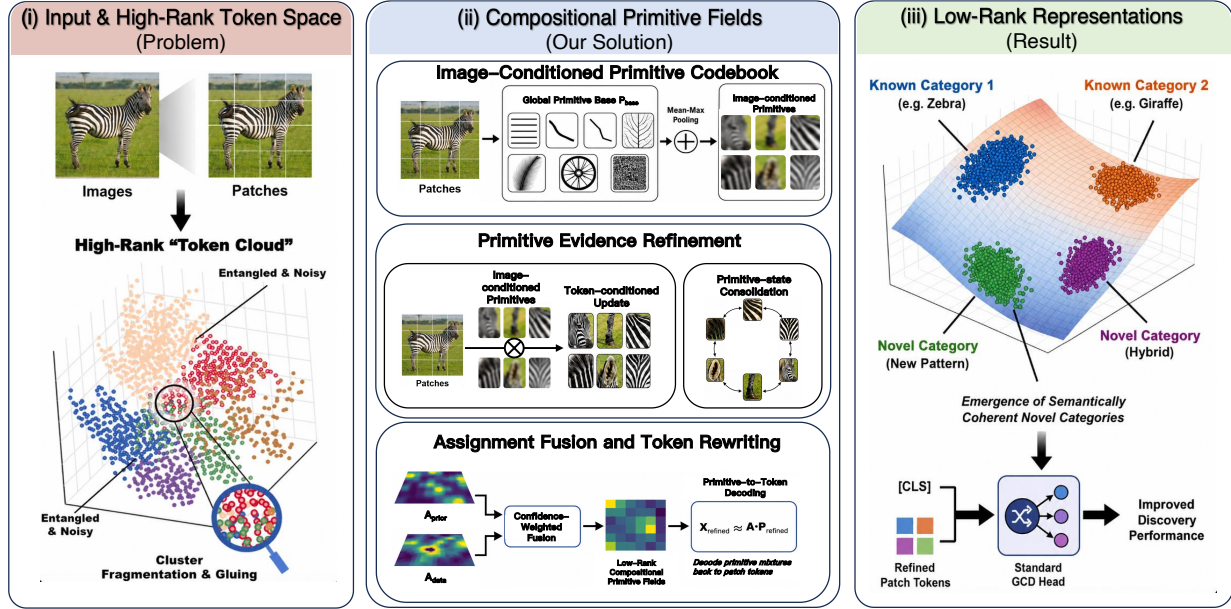 (i) Input & High-Rank Token Space
(Problem)
Images
Patches
High-Rank “Token Cloud”
Entangled & Noisy
Entangled
& Noisy
Cluster
Fragmentation & Gluing
(ii) Compositional Primitive Fields
(Our Solution)
Image-Conditioned Primitive Codebook
Patches
Global Primitive Base P_base
Mean-Max
Pooling
Image-conditioned
Primitives
Primitive Evidence Refinement
Patches
Image-
conditioned
Primitives
Token-conditioned
Update
Primitive-state
Consolidation
Assignment Fusion and Token Rewriting
A_prior
A_data
Confidence-
Weighted
Fusion
Low-Rank
Compositional
Primitive Fields
Primitive-to-Token
Decoding
X_refined ≈ A·P_refined
Decode primitive mixtures
back to patch tokens
(iii) Low-Rank Representations
(Result)
Known Category 1
(e.g. Zebra)
Known Category 2
(e.g. Giraffe)
Novel Category
(New Pattern)
Novel Category
(Hybrid)
Emergence of Semantically
Coherent Novel Categories
[CLS]
Refined
Patch Tokens
Standard
GCD Head
Improved
Discovery
Performance